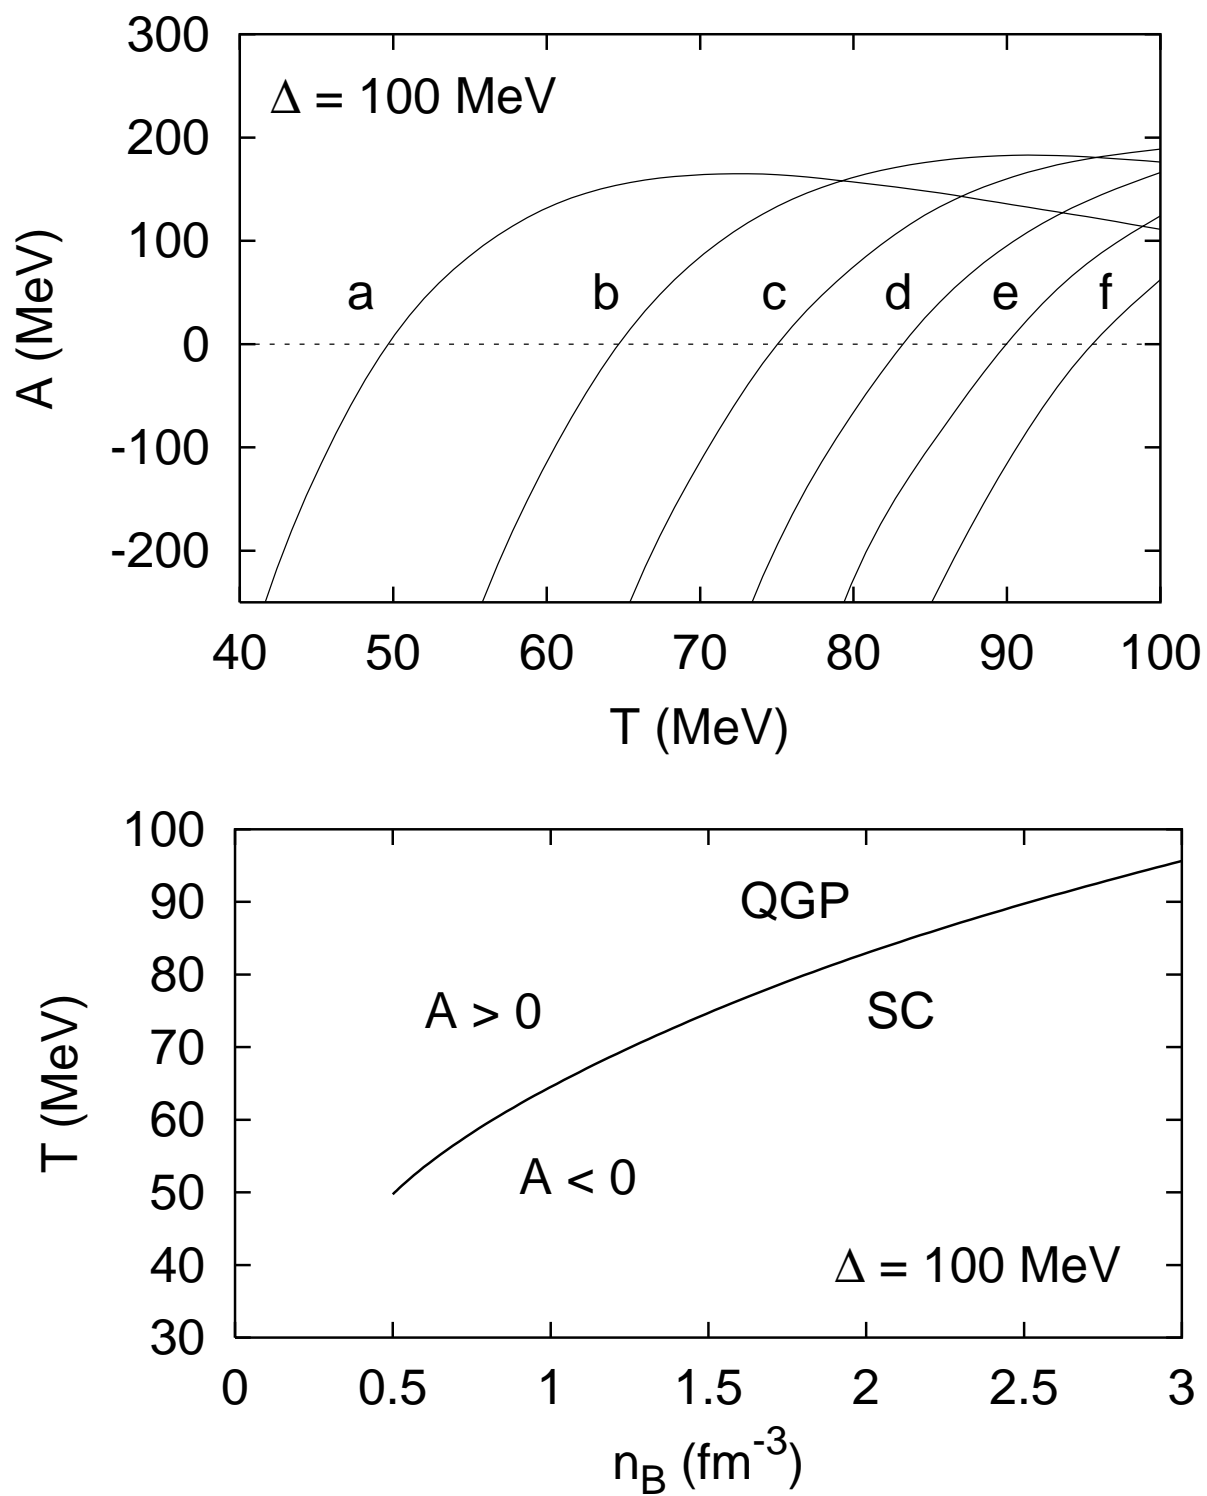 300
Δ = 100 MeV
200
100
a b c d e f
0
-100
-200
A (MeV)
40 50 60 70 80 90 100
T (MeV)
100
90
QGP
80
A > 0
SC
70
60
A < 0
50
40
Δ = 100 MeV
30
T (MeV)
0 0.5 1 1.5 2 2.5 3
n_B (fm^-3)